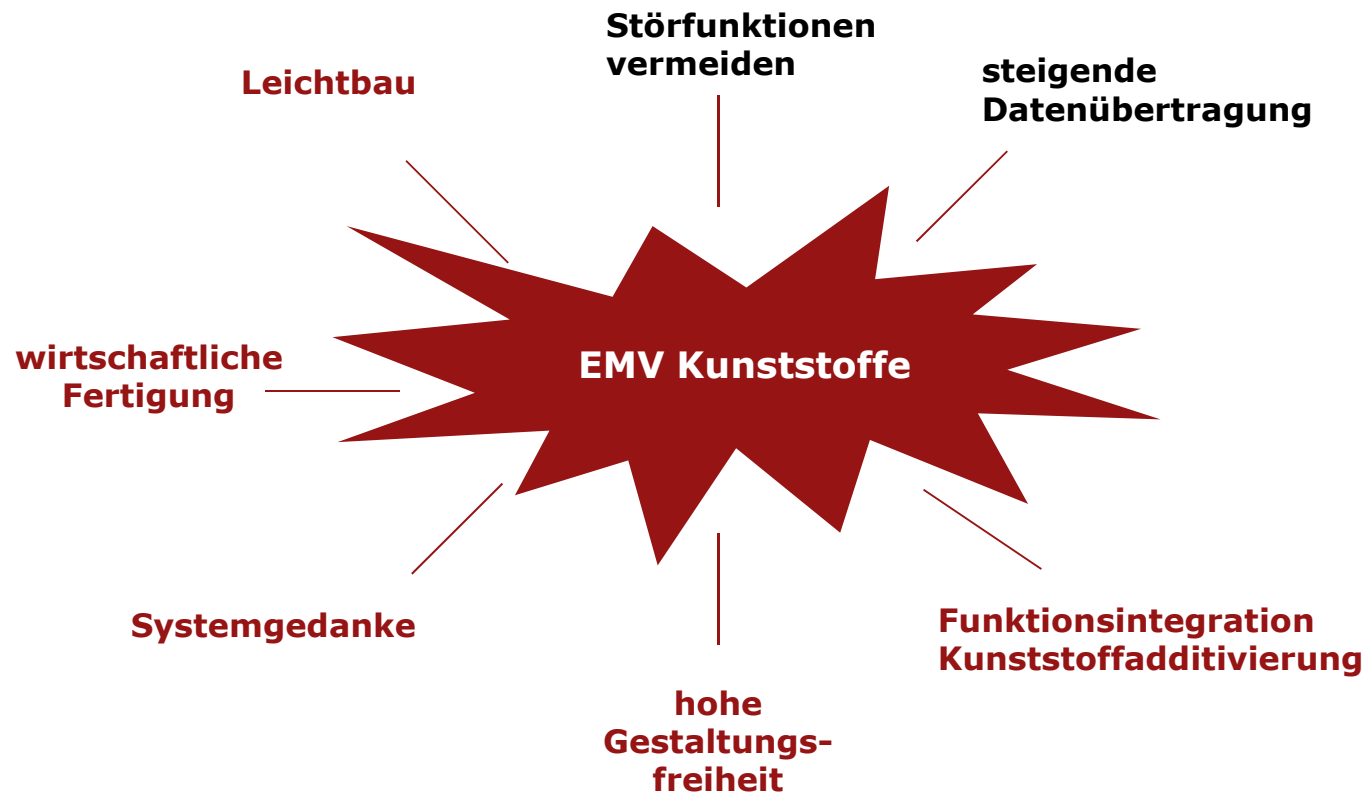 Störfunktionen
vermeiden
steigende
Datenübertragung
Leichtbau
wirtschaftliche
Fertigung
EMV Kunststoffe
Systemgedanke
Funktionsintegration
Kunststoffadditivierung
hohe
Gestaltungs-
freiheit